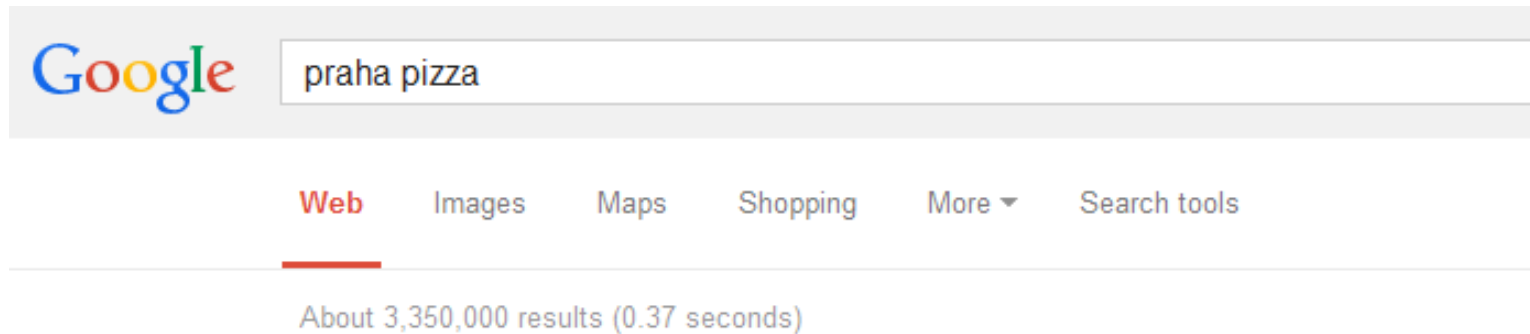 Google praha pizza
Web Images Maps Shopping More Search tools
About 3,350,000 results (0.37 seconds)